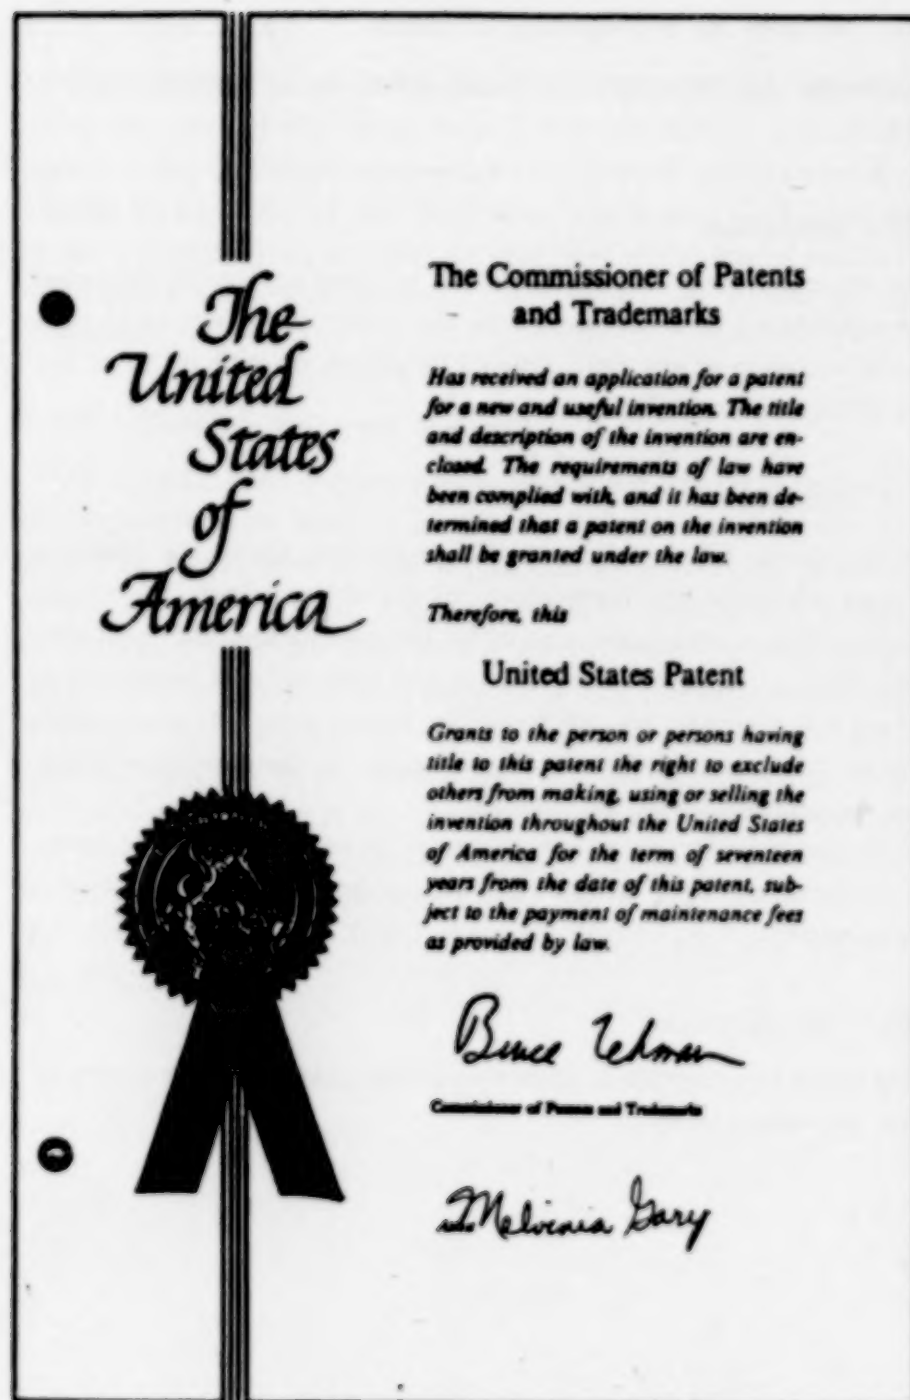 The
United
States
of
America
The Commissioner of Patents
and Trademarks
Has received an application for a patent
for a new and useful invention. The title
and description of the invention are en-
closed. The requirements of law have
been complied with, and it has been de-
termined that a patent on the invention
shall be granted under the law.
Therefore, this
United States Patent
Grants to the person or persons having
title to this patent the right to exclude
others from making, using or selling the
invention throughout the United States
of America for the term of seventeen
years from the date of this patent, sub-
ject to the payment of maintenance fees
as provided by law.
Bruce Lehman
Commissioner of Patents and Trademarks
Melvinia Gary